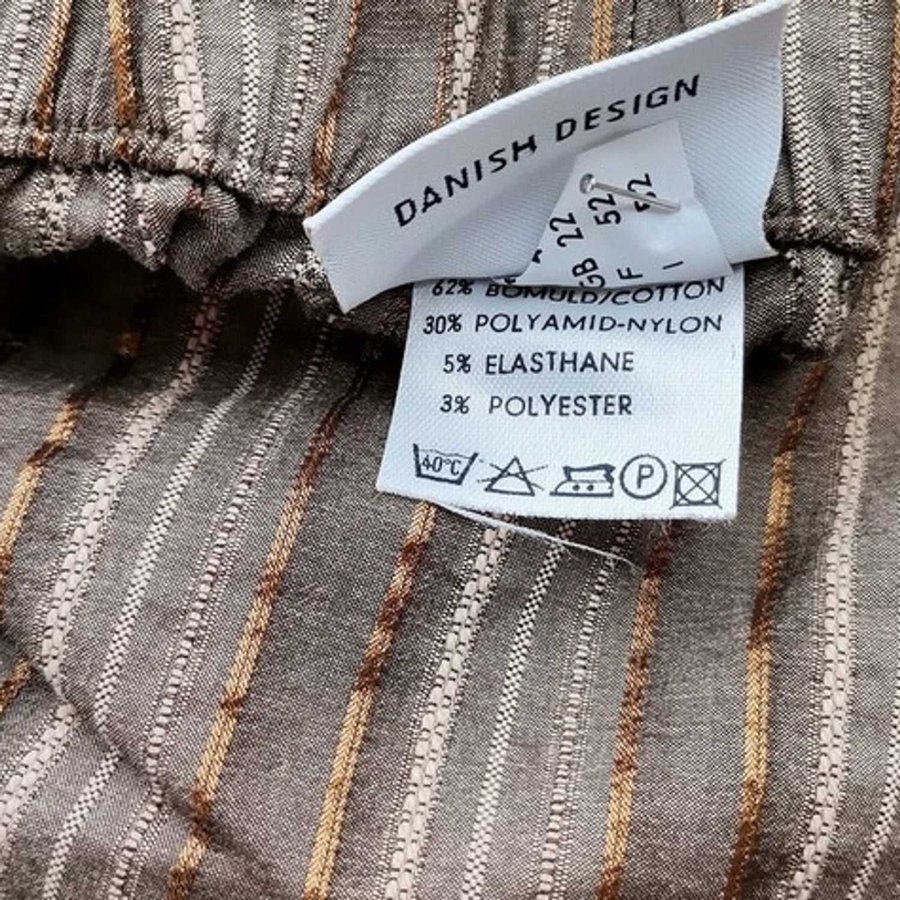 DANISH DESIGN
GB 22
F 52
I 52
62% BOMULD/COTTON
30% POLYAMID-NYLON
5% ELASTHANE
3% POLYESTER
40°C
P